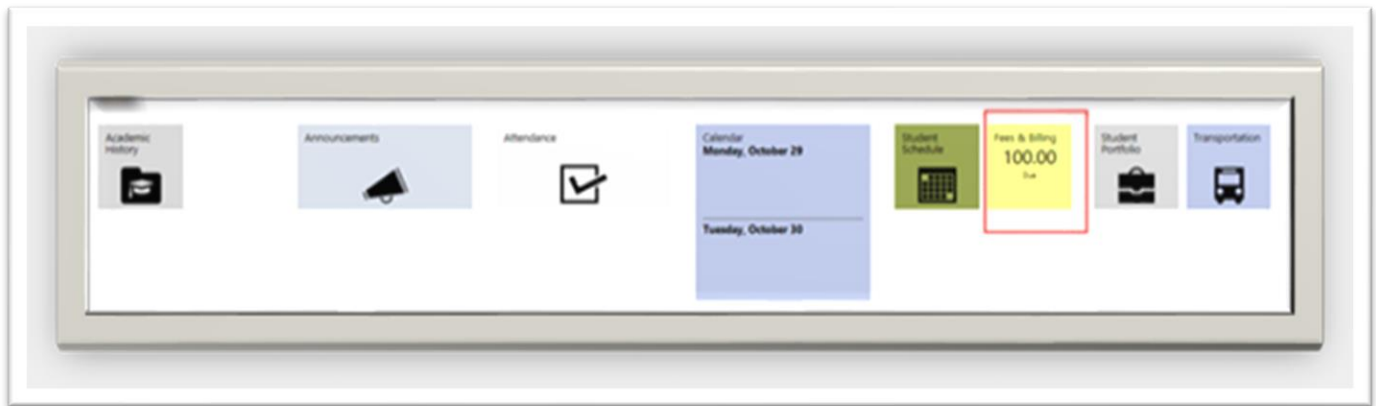 Academic
History
Announcements
Attendance
Calendar
Monday, October 29
Tuesday, October 30
Student
Schedule
Fees & Billing
100.00
Due
Student
Portfolio
Transportation